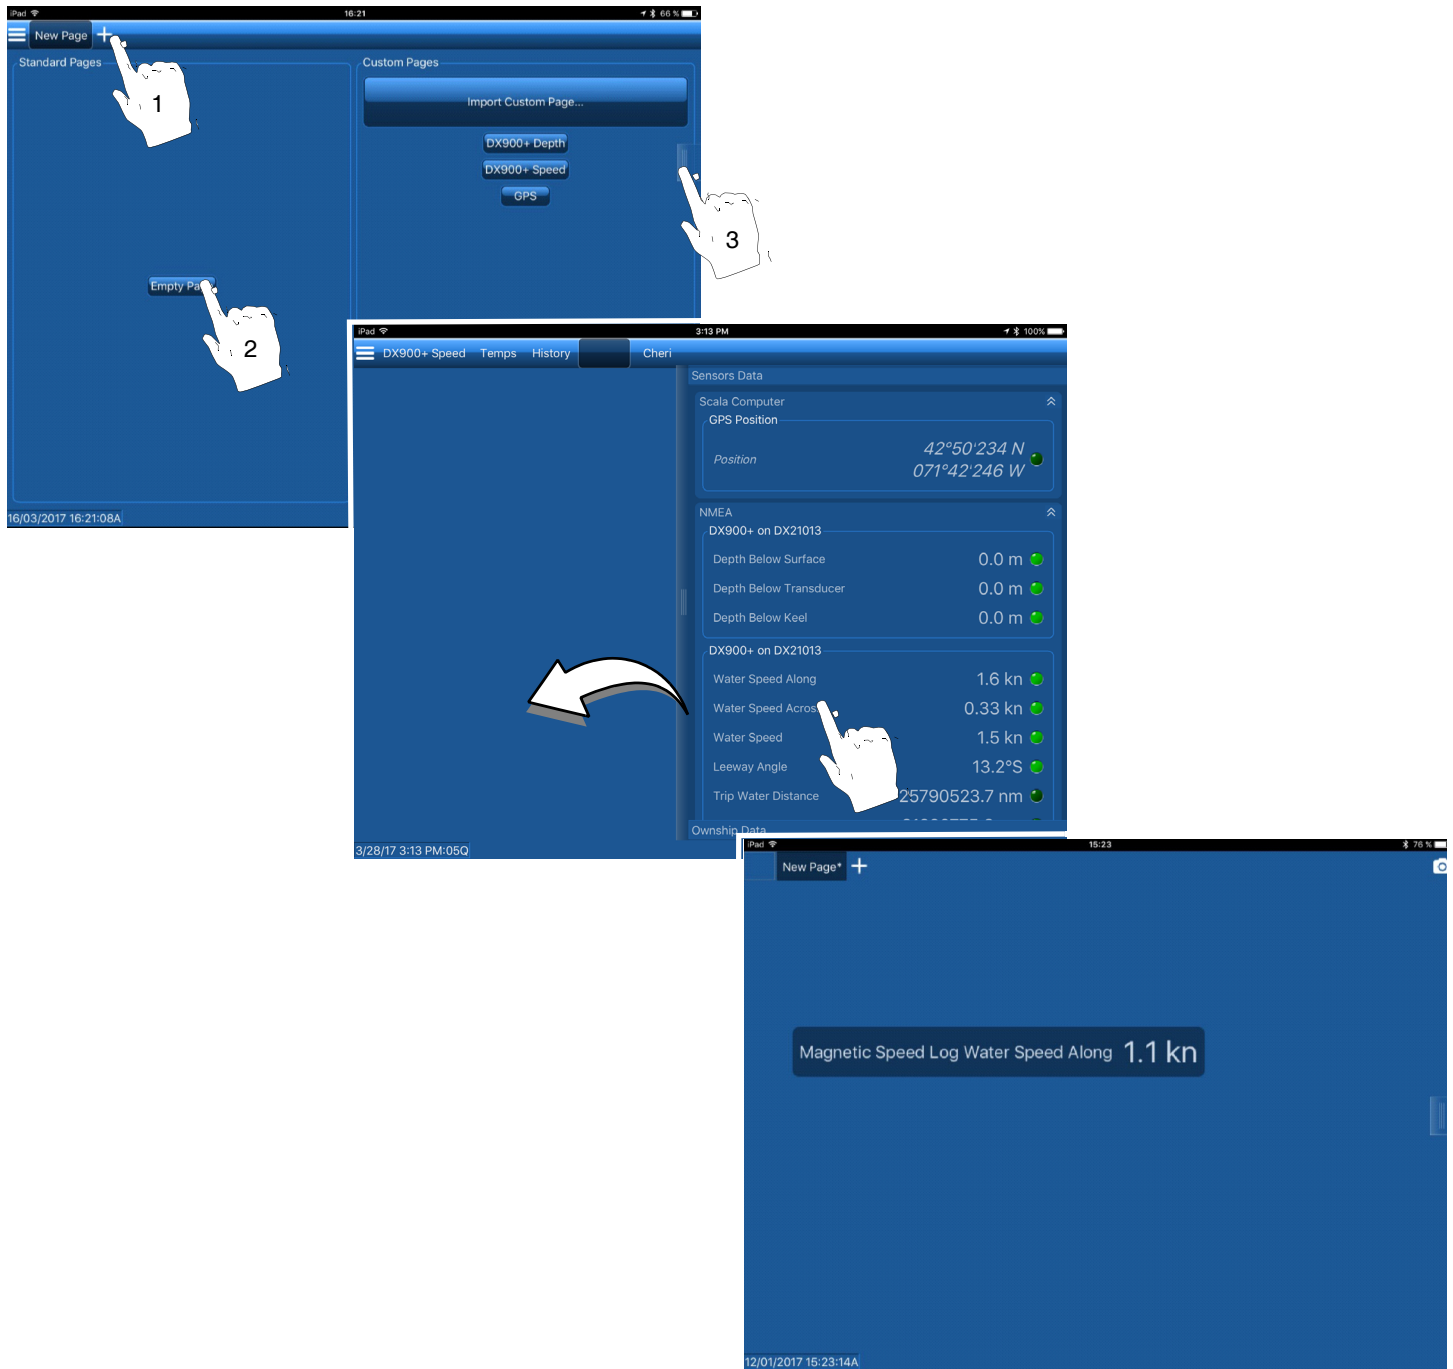 iPad 16:21 66 %
New Page +
Standard Pages
Custom Pages
Import Custom Page...
1
DX900+ Depth
DX900+ Speed
GPS
3
Empty Pa
2
16/03/2017 16:21:08A
iPad 3:13 PM 100%
DX900+ Speed Temps History Cheri
Sensors Data
Scala Computer
GPS Position
Position
42°50'234 N
071°42'246 W
NMEA
DX900+ on DX21013
Depth Below Surface 0.0 m
Depth Below Transducer 0.0 m
Depth Below Keel 0.0 m
DX900+ on DX21013
Water Speed Along 1.6 kn
Water Speed Acros 0.33 kn
Water Speed 1.5 kn
Leeway Angle 13.2°S
Trip Water Distance 25790523.7 nm
Ownship Data
3/28/17 3:13 PM:05Q
iPad 15:23 76 %
New Page* +
Magnetic Speed Log Water Speed Along 1.1 kn
12/01/2017 15:23:14A